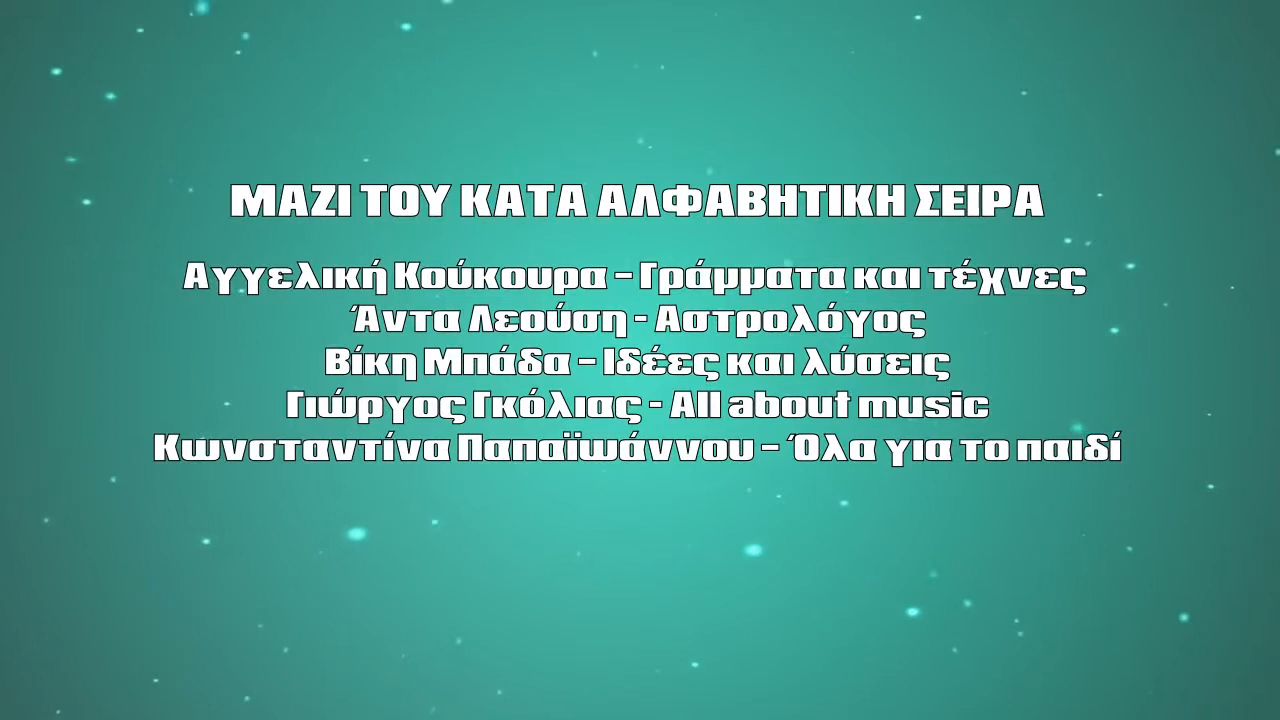 ΜΑΖΙ ΤΟΥ ΚΑΤΑ ΑΛΦΑΒΗΤΙΚΗ ΣΕΙΡΑ
Αγγελική Κούκουρα – Γράμματα και τέχνες
Άντα Λεούση - Αστρολόγος
Βίκη Μπάδα – Ιδέες και λύσεις
Γιώργος Γκόλιας - All about music
Κωνσταντίνα Παπαϊωάννου – Όλα για το παιδί